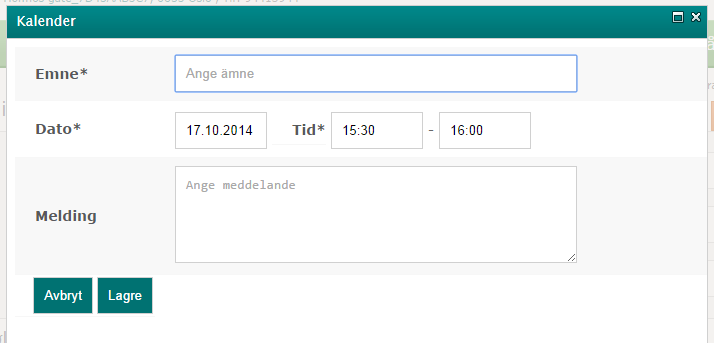 Kalender
Emne* Ange ämne
Dato* 17.10.2014 Tid* 15:30 - 16:00
Melding Ange meddelande
Avbryt Lagre